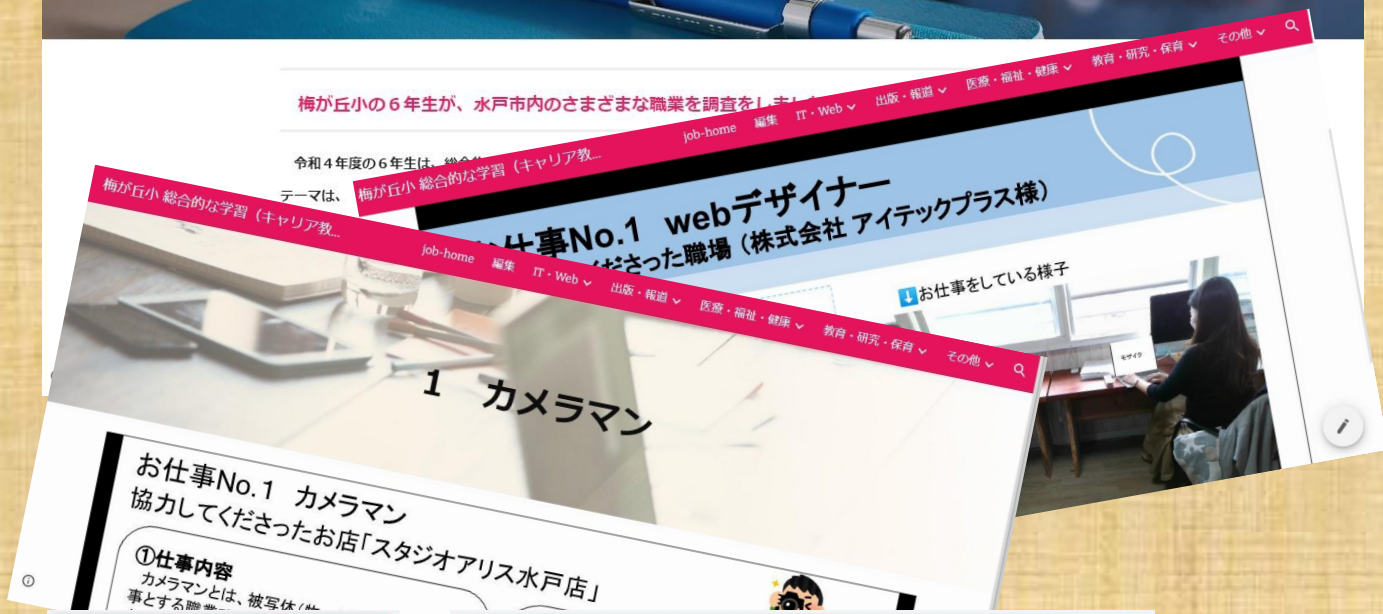 梅が丘小の６年生が、水戸市内のさまざまな職業を調査をしまし
令和４年度の６年生は、総合的
テーマは、
梅が丘小 総合的な学習（キャリア教...
job-home 編集 IT・Web 出版・報道 医療・福祉・健康 教育・研究・保育 その他
お仕事No.1 webデザイナー
くださった職場（株式会社 アイテックプラス様）
⬇お仕事をしている様子
モザイク
梅が丘小 総合的な学習（キャリア教...
job-home 編集 IT・Web 出版・報道 医療・福祉・健康 教育・研究・保育 その他
1 カメラマン
お仕事No.1 カメラマン
協力してくださったお店「スタジオアリス水戸店」
①仕事内容
カメラマンとは、被写体（物
事とする職業